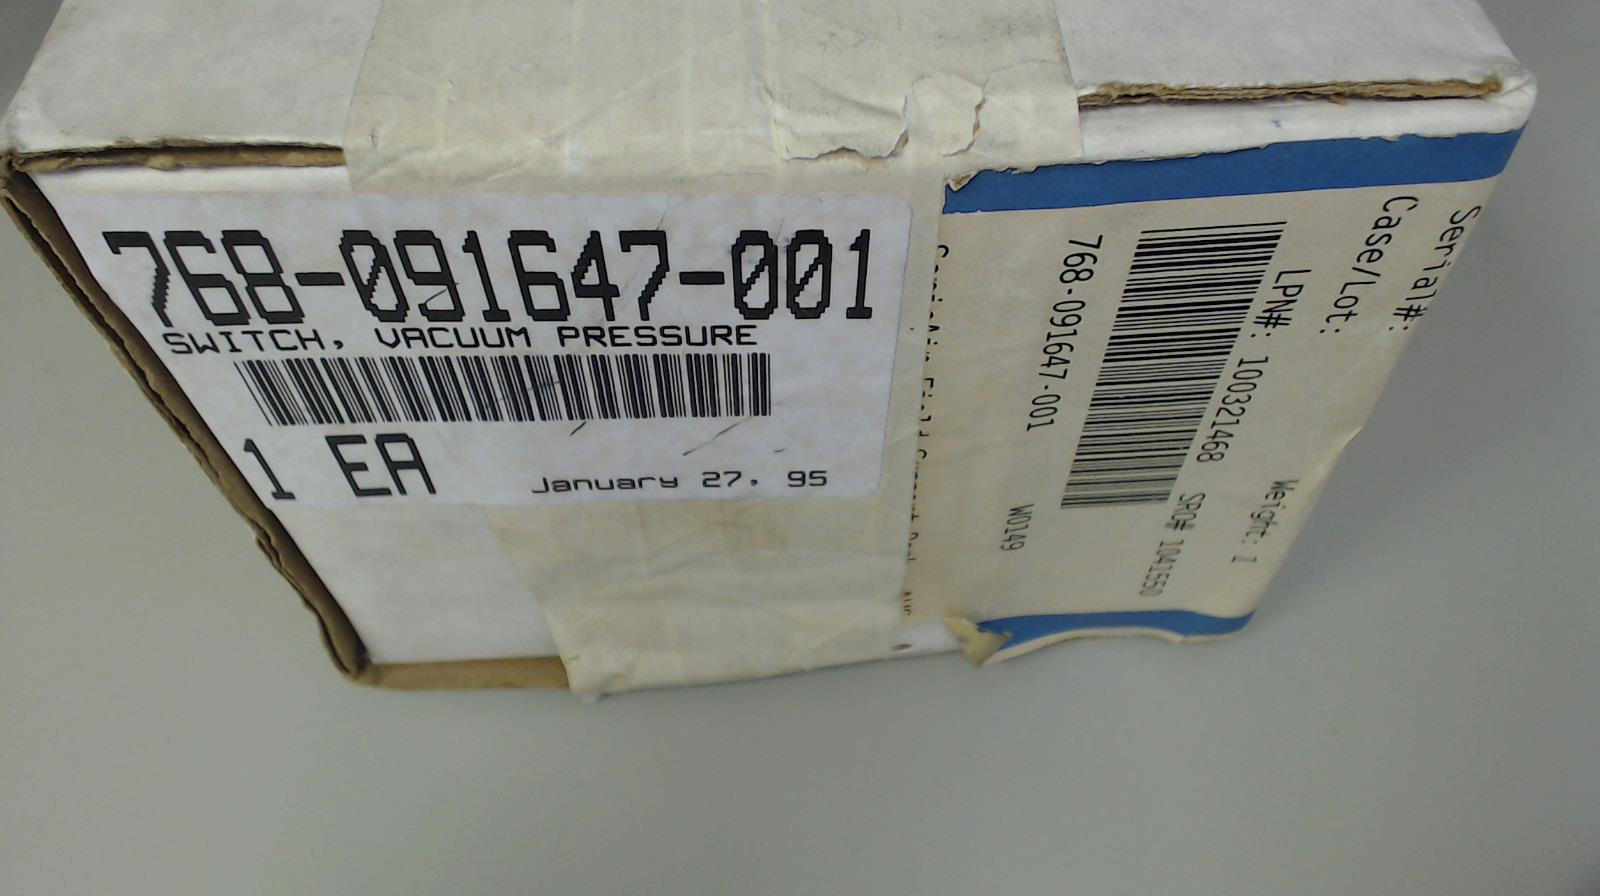 768-091647-001
SWITCH, VACUUM PRESSURE
1 EA
January 27, 95
Serial#:
Case/Lot:
LPN#: 100321468 Weight: 1
SRO# 1041550
768-091647-001 W0149